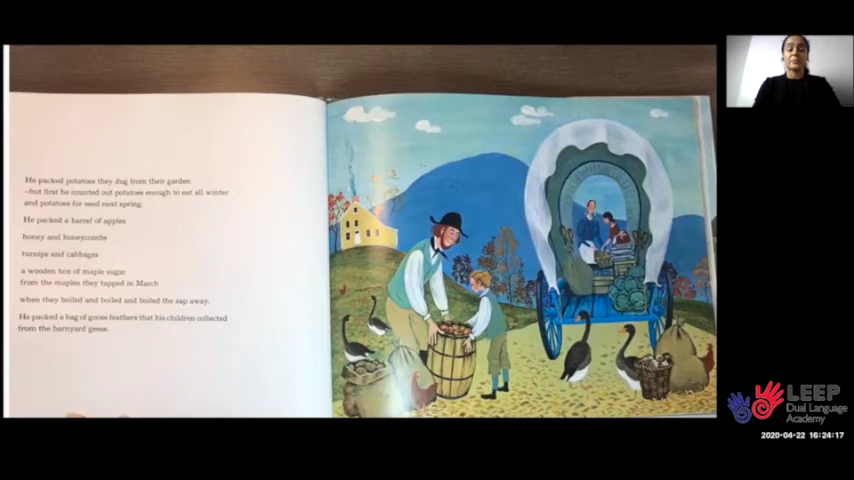 He packed potatoes they dug from their garden
-but first he counted out potatoes enough to eat all winter
and potatoes for seed next spring.
He packed a barrel of apples
honey and honeycombs
turnips and cabbages
a wooden box of maple sugar
from the maples they tapped in March
when they boiled and boiled and boiled the sap away.
He packed a bag of goose feathers that his children collected
from the barnyard geese.
LEEP
Dual Language
Academy
2020-04-22 16:24:17